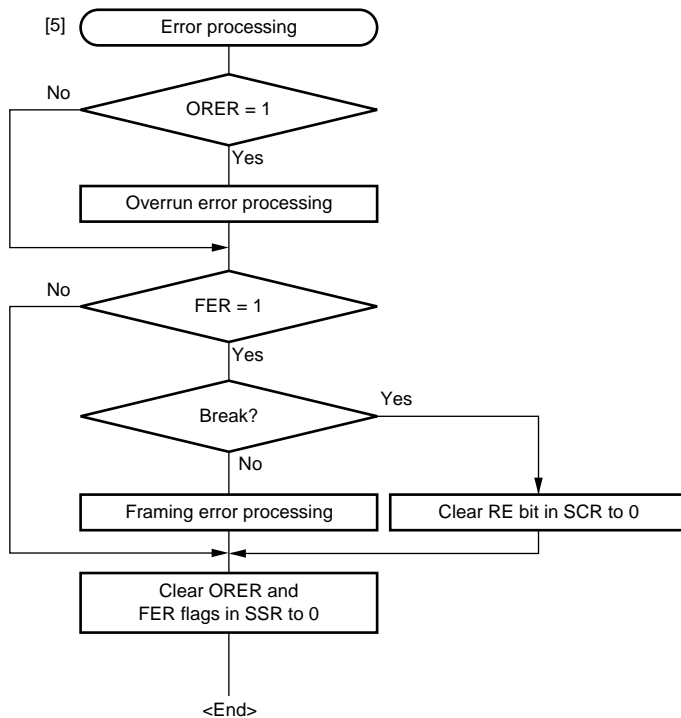 [5] Error processing
No
ORER = 1
Yes
Overrun error processing
No
FER = 1
Yes
Break?
Yes
No
Framing error processing
Clear RE bit in SCR to 0
Clear ORER and
FER flags in SSR to 0
<End>